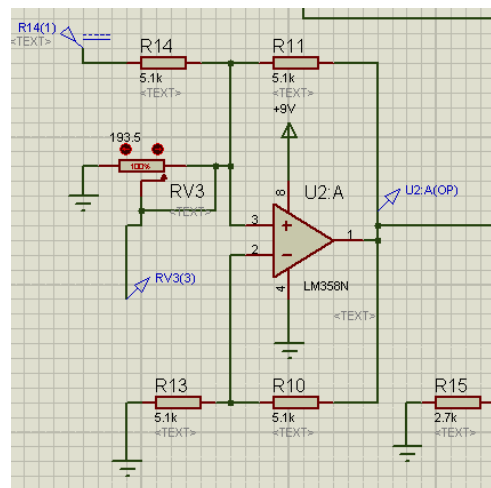 R14(1)
<TEXT>
R14
5.1k
<TEXT>
R11
5.1k
<TEXT>
+9V
193.5
100%
RV3
<TEXT>
8
U2:A
U2:A(OP)
3
2
1
4
LM358N
<TEXT>
RV3(3)
R13
5.1k
<TEXT>
R10
5.1k
<TEXT>
R15
2.7k
<TEXT>